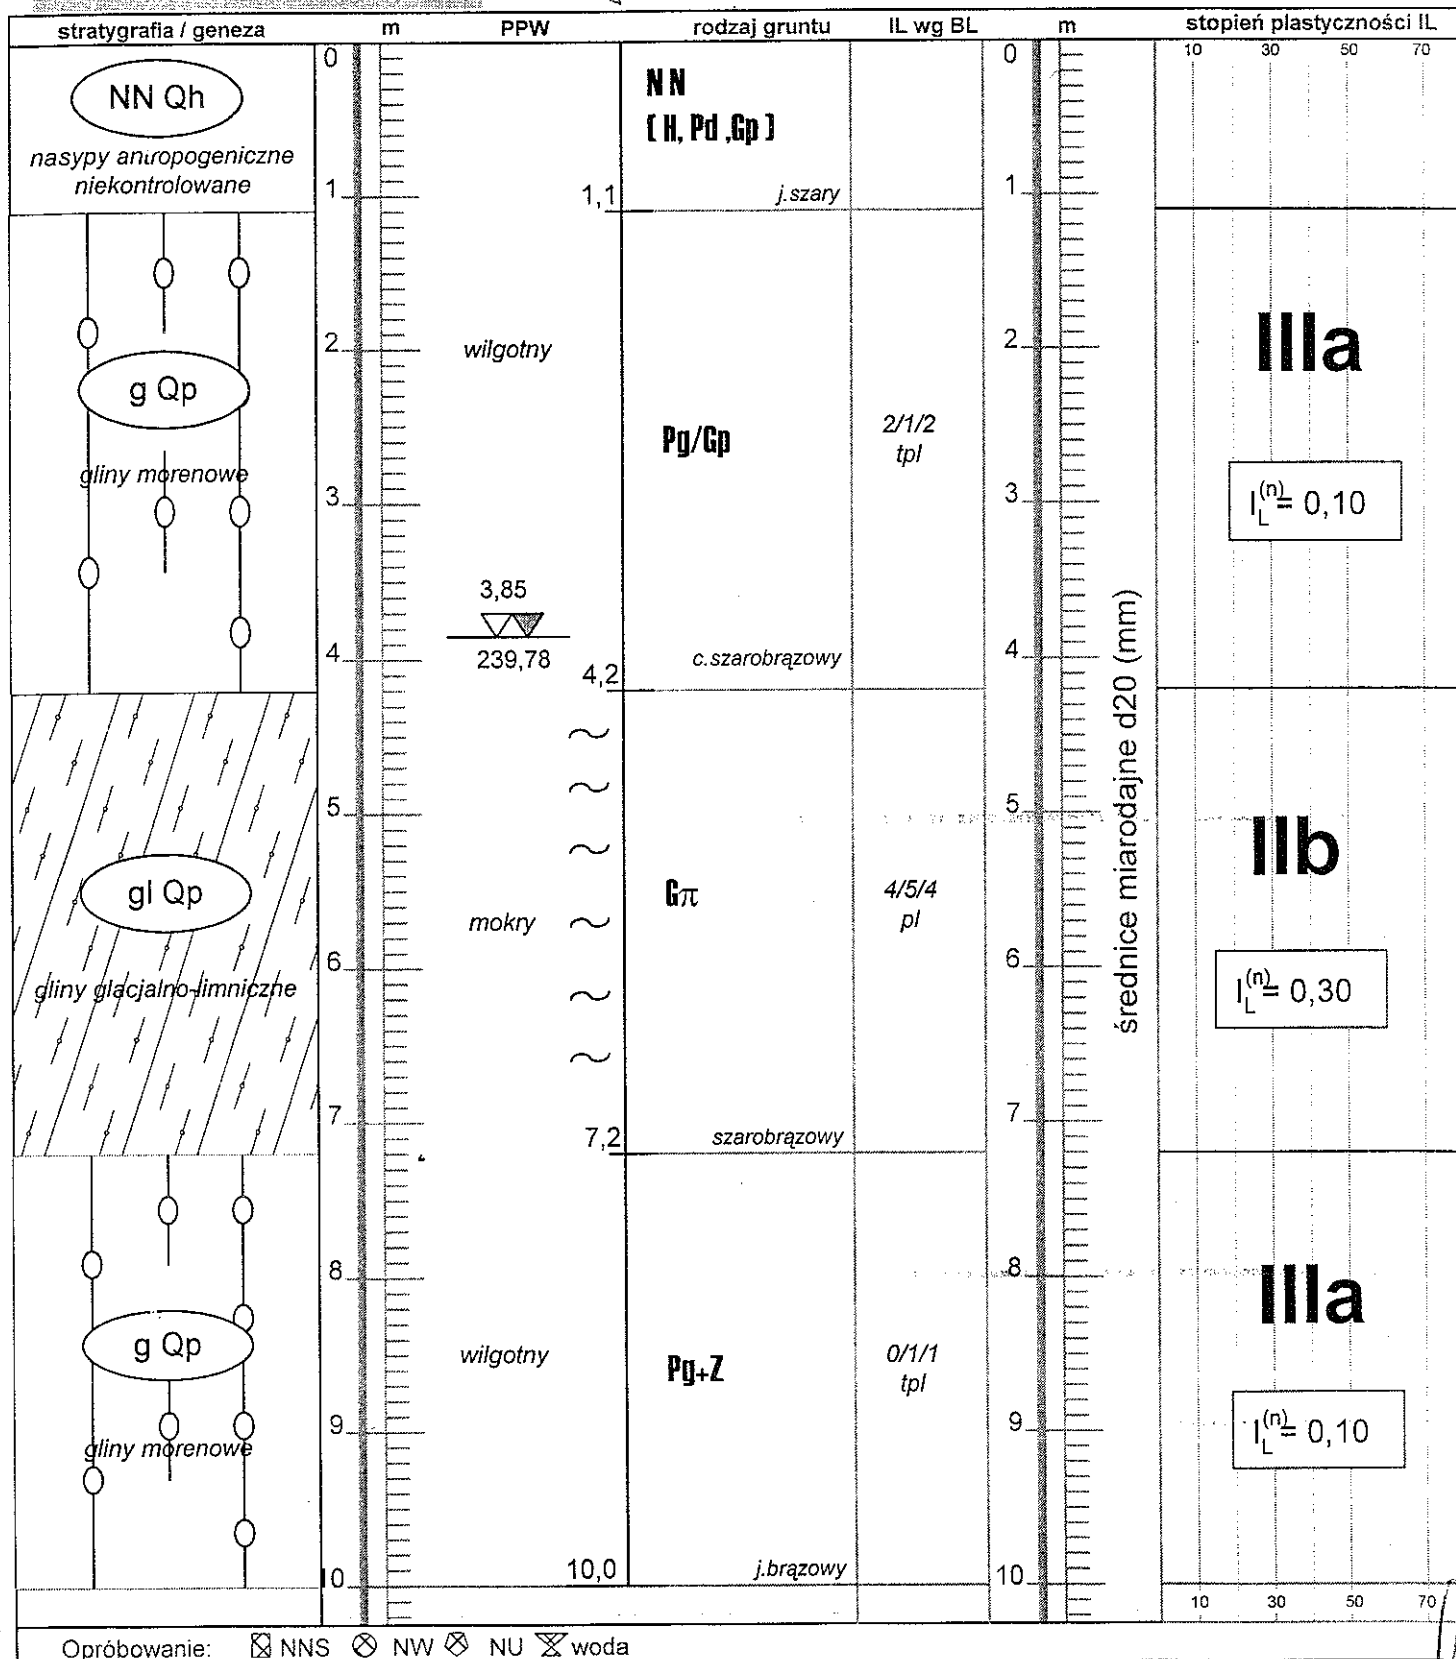 stratygrafia / geneza m PPW rodzaj gruntu IL wg BL m stopień plastyczności IL
0 0 10 30 50 70
NN Qh
nasypy antropogeniczne
niekontrolowane
NN
( H, Pd ,Gp )
1 1,1 j.szary 1
2 wilgotny 2 IIIa
g Qp
gliny morenowe
Pg/Gp 2/1/2
tpl
3 3
I_L^(n) = 0,10
3,85
239,78
4 4,2 c.szarobrązowy 4
średnice miarodajne d20 (mm)
5 5
IIb
gl Qp
mokry Gπ 4/5/4
pl
6 6
gliny glacjalno-limniczne
I_L^(n) = 0,30
7 7,2 szarobrązowy 7
8 8
IIIa
g Qp
wilgotny Pg+Z 0/1/1
tpl
9 9
gliny morenowe
I_L^(n) = 0,10
10 10,0 j.brązowy 10
10 30 50 70
Opróbowanie: NNS NW NU woda